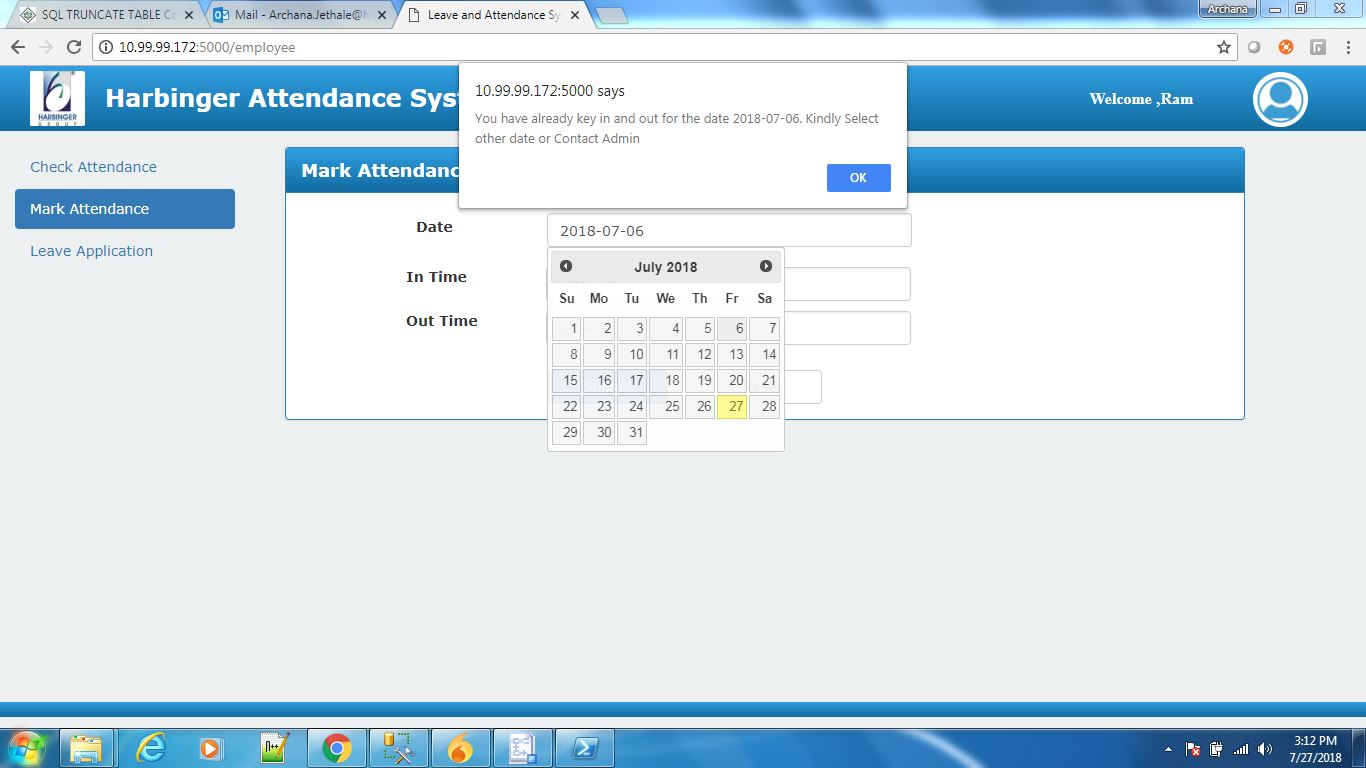 SQL TRUNCATE TABLE Co
Mail - Archana.Jethale@h
Leave and Attendance Sy
Archana
10.99.99.172:5000/employee
HARBINGER
GROUP
Harbinger Attendance Sys
Welcome ,Ram
10.99.99.172:5000 says
You have already key in and out for the date 2018-07-06. Kindly Select
other date or Contact Admin
OK
Check Attendance
Mark Attendance
Leave Application
Mark Attendanc
Date
2018-07-06
In Time
Out Time
July 2018
Su Mo Tu We Th Fr Sa
1 2 3 4 5 6 7
8 9 10 11 12 13 14
15 16 17 18 19 20 21
22 23 24 25 26 27 28
29 30 31
3:12 PM
7/27/2018